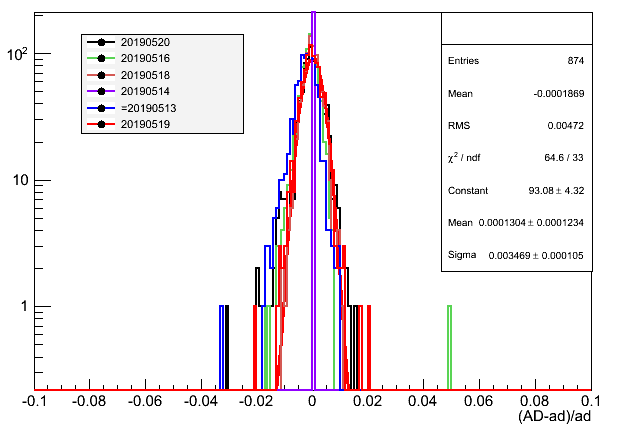 20190520
20190516
20190518
20190514
=20190513
20190519
Entries 874
Mean -0.0001869
RMS 0.00472
χ² / ndf 64.6 / 33
Constant 93.08 ± 4.32
Mean 0.0001304 ± 0.0001234
Sigma 0.003469 ± 0.000105
10²
10
1
-0.1 -0.08 -0.06 -0.04 -0.02 0 0.02 0.04 0.06 0.08 0.1
(AD-ad)/ad